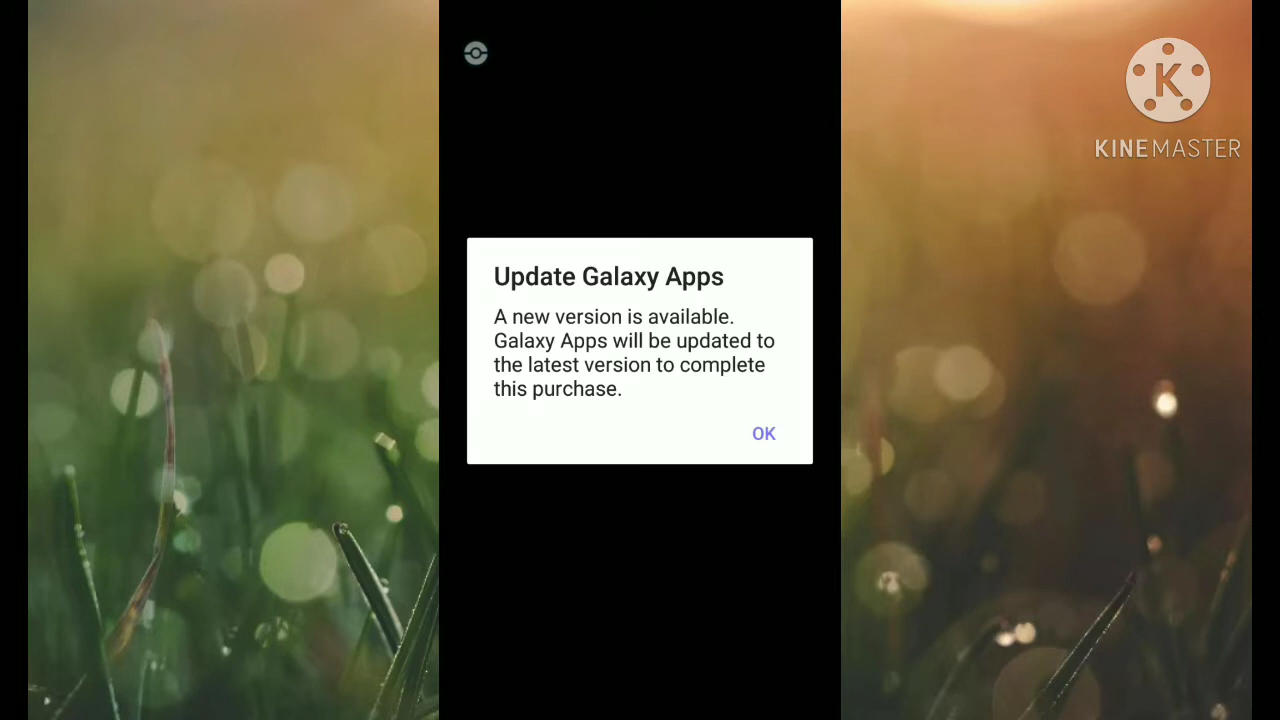 K
KINEMASTER
Update Galaxy Apps
A new version is available.
Galaxy Apps will be updated to
the latest version to complete
this purchase.
OK